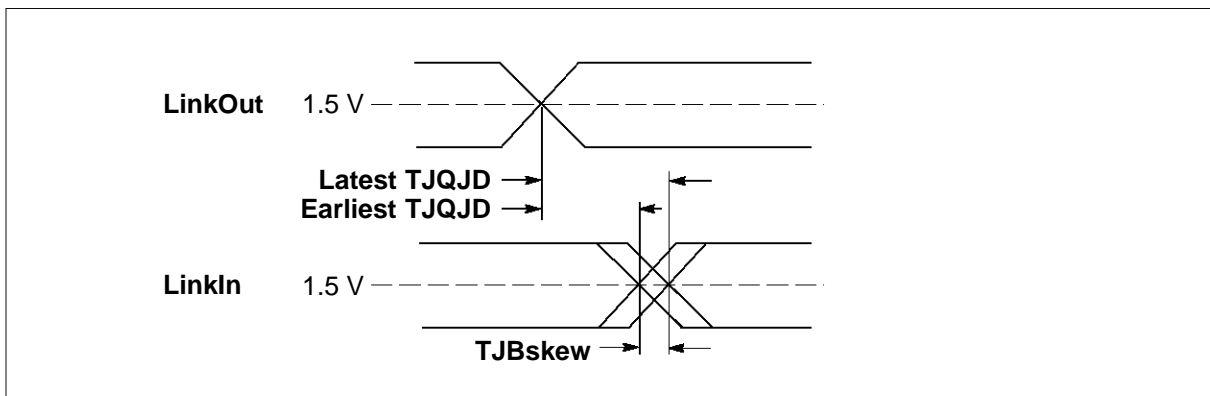 LinkOut 1.5 V
Latest TJQJD
Earliest TJQJD
LinkIn 1.5 V
TJBskew